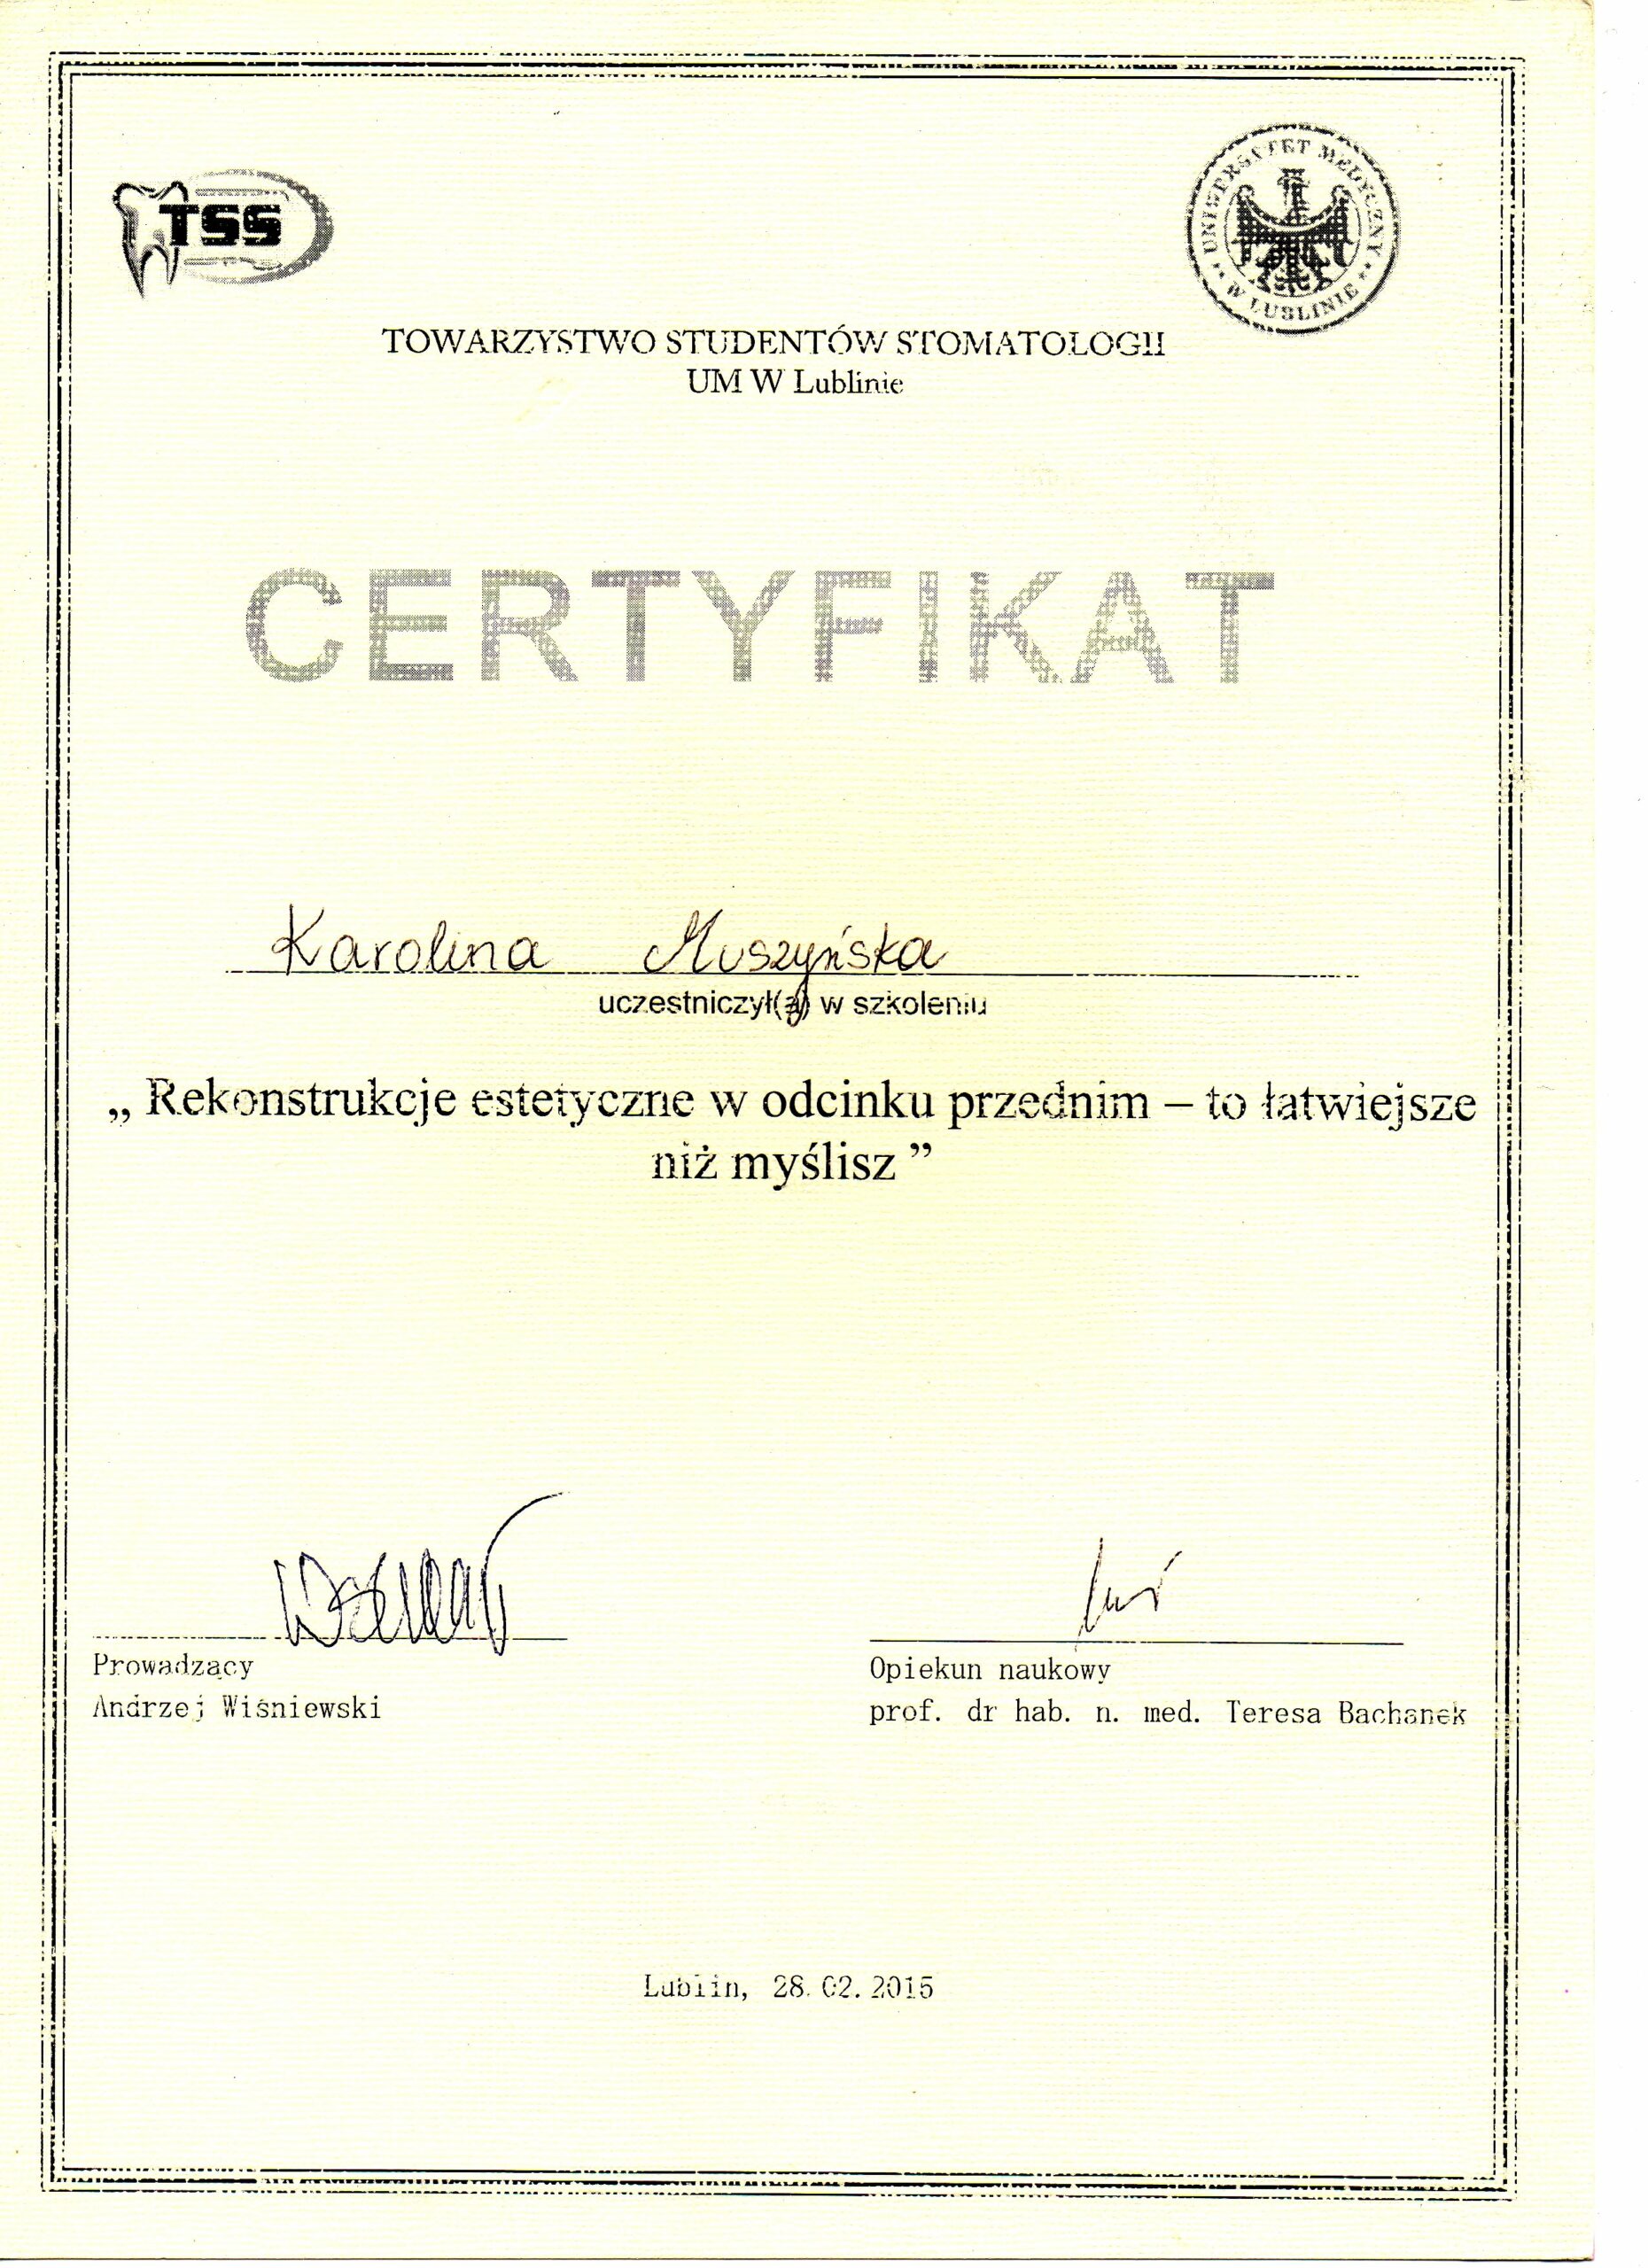 TSS
UNIWERSYTET MEDYCZNY W LUBLINIE
TOWARZYSTWO STUDENTÓW STOMATOLOGII
UM W Lublinie
CERTYFIKAT
Karolina Muszyńska
uczestniczył(a) w szkoleniu
„ Rekonstrukcje estetyczne w odcinku przednim – to łatwiejsze
niż myślisz ”
Prowadzący
Andrzej Wiśniewski
Opiekun naukowy
prof. dr hab. n. med. Teresa Bachanek
Lublin, 28.02.2015